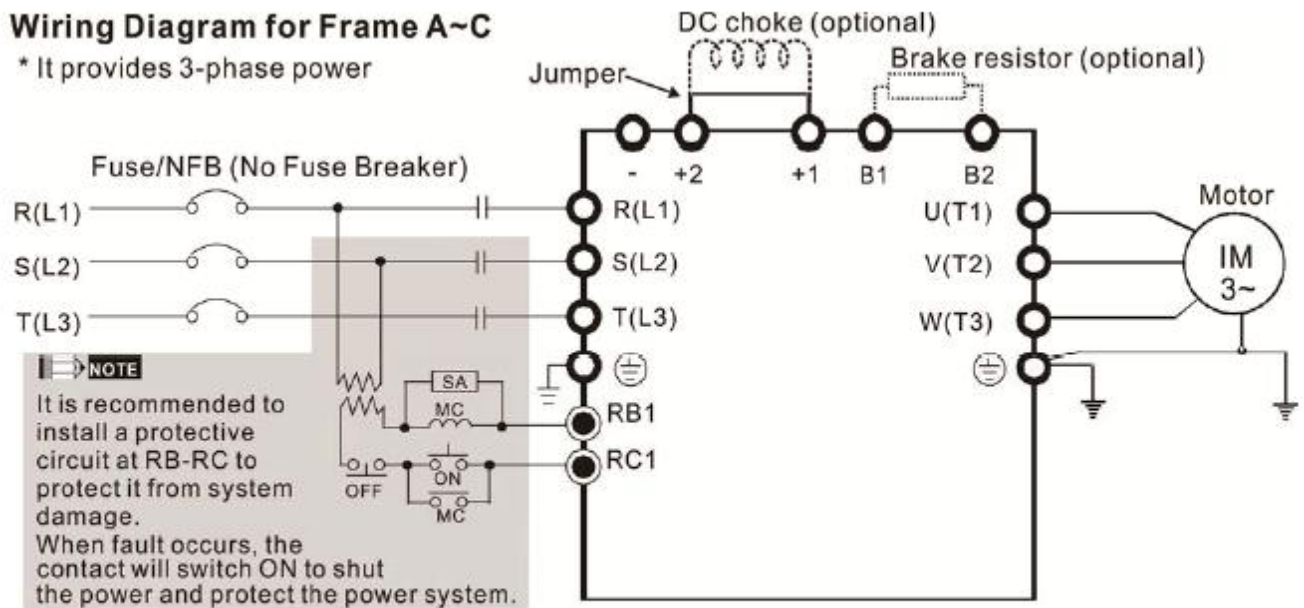 Wiring Diagram for Frame A~C
* It provides 3-phase power
DC choke (optional)
Jumper
Brake resistor (optional)
- +2 +1 B1 B2
Fuse/NFB (No Fuse Breaker)
R(L1)
S(L2)
T(L3)
R(L1)
S(L2)
T(L3)
U(T1)
V(T2)
W(T3)
Motor
IM
3~
NOTE
It is recommended to
install a protective
circuit at RB-RC to
protect it from system
damage.
When fault occurs, the
contact will switch ON to shut
the power and protect the power system.
SA
MC
OFF
ON
MC
RB1
RC1